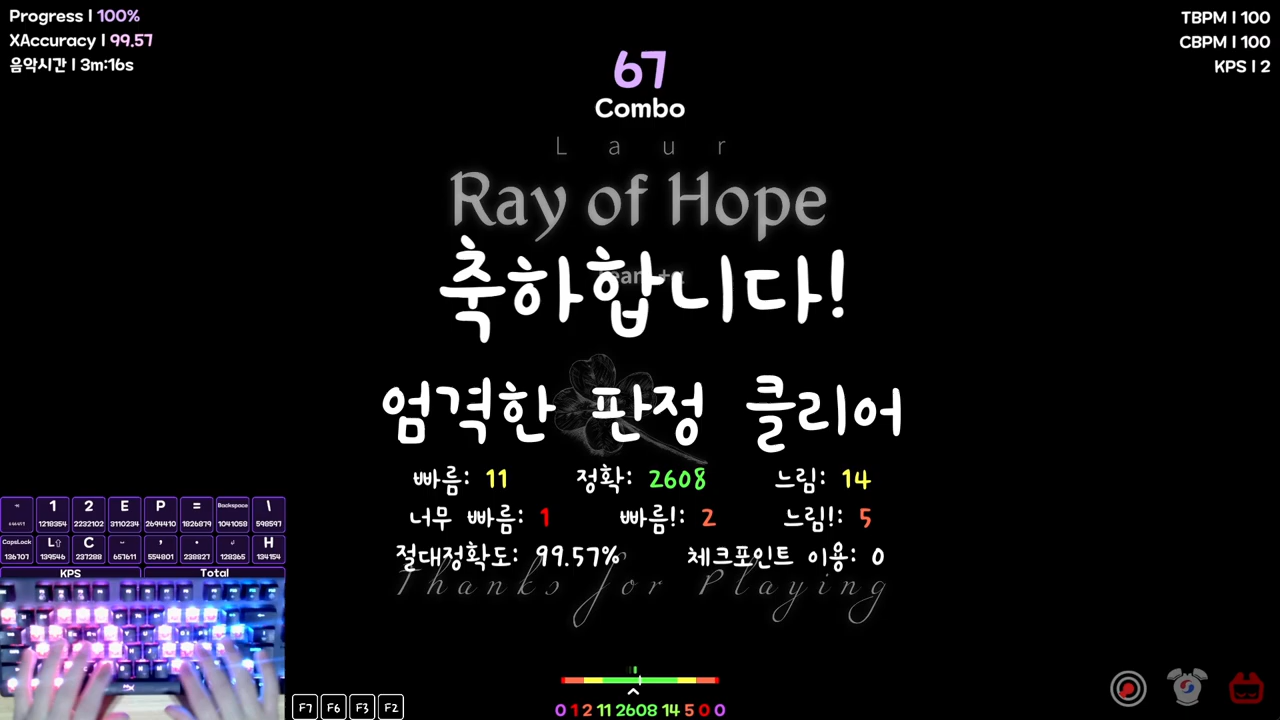 Progress | 100%
XAccuracy | 99.57
음악시간 | 3m:16s
TBPM | 100
CBPM | 100
KPS | 2
67
Combo
Laur
Ray of Hope
축하합니다!
엄격한 판정 클리어
빠름: 11 정확: 2608 느림: 14
너무 빠름: 1 빠름!: 2 느림!: 5
절대정확도: 99.57% 체크포인트 이용: 0
Thanks for Playing
1 2 E P = Backspace \
1218354 2232102 3110234 2694410 1826879 1041058 598597
CapsLock L⇧ C , . ↲ H
136707 139546 237288 657611 554801 238827 128365 134154
KPS Total
F7 F6 F3 F2
0 1 2 11 2608 14 5 0 0